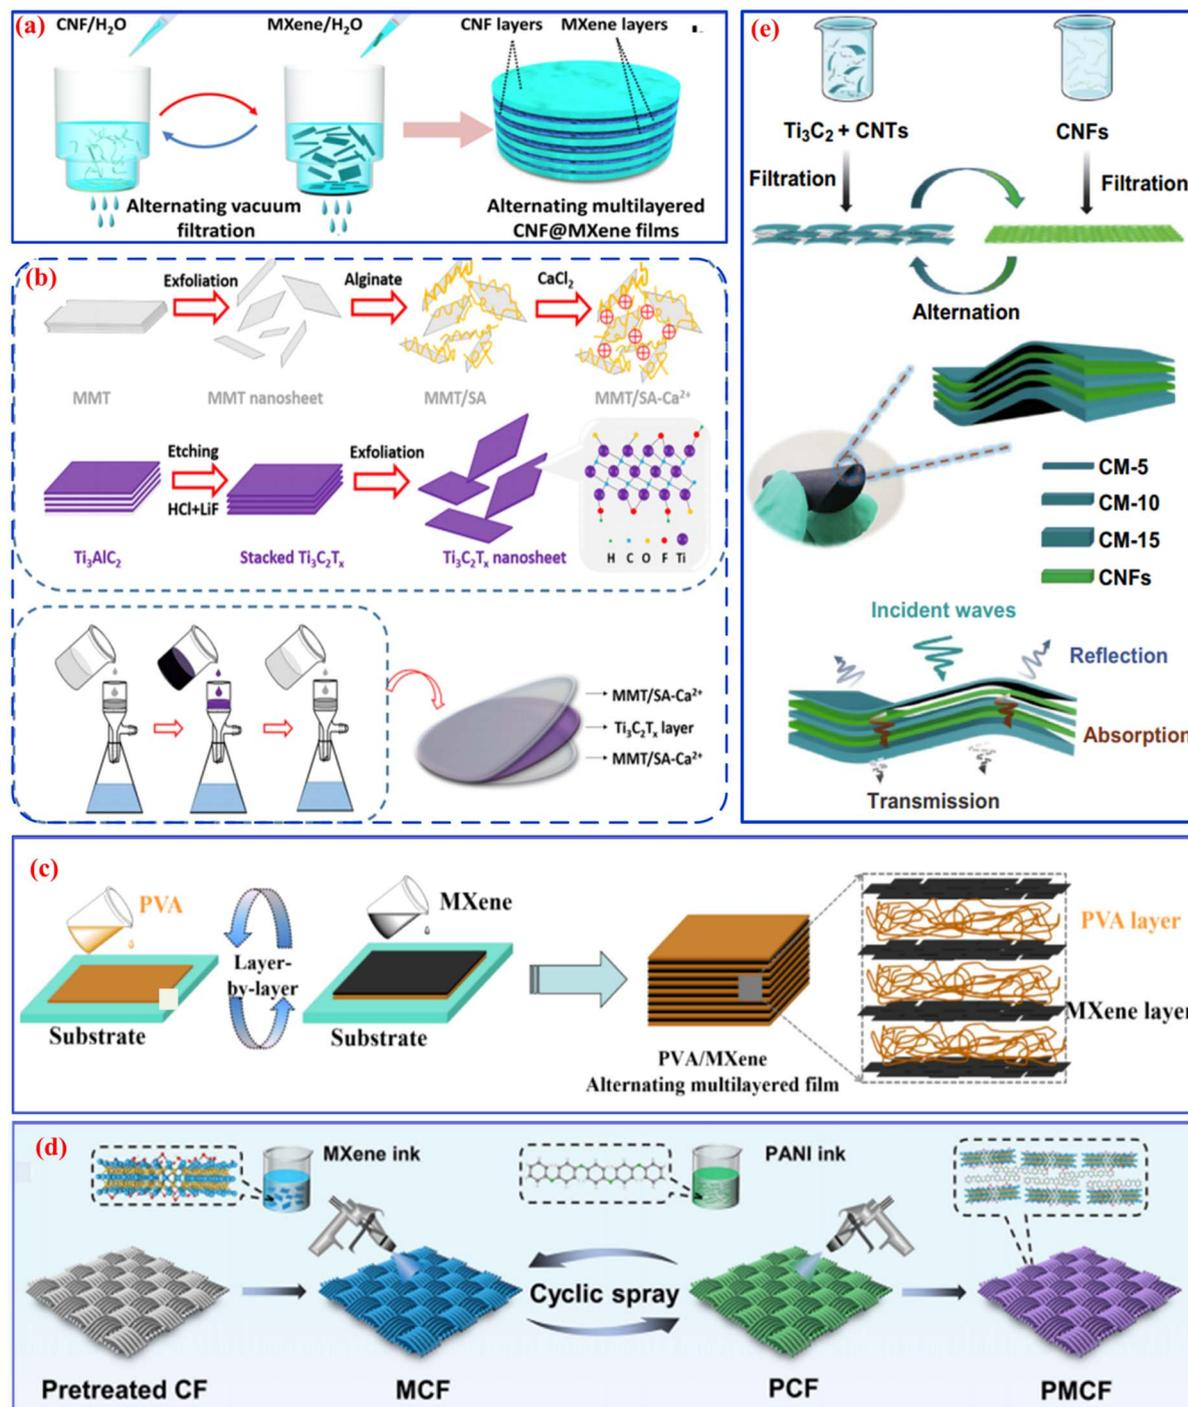 (a)
CNF/H₂O
MXene/H₂O
CNF layers
MXene layers
Alternating vacuum
filtration
Alternating multilayered
CNF@MXene films
(b)
Exfoliation
Alginate
CaCl₂
MMT
MMT nanosheet
MMT/SA
MMT/SA-Ca²⁺
Etching
HCl+LiF
Exfoliation
Ti₃AlC₂
Stacked Ti₃C₂Tₓ
Ti₃C₂Tₓ nanosheet
H C O F Ti
MMT/SA-Ca²⁺
Ti₃C₂Tₓ layer
MMT/SA-Ca²⁺
(e)
Ti₃C₂ + CNTs
CNFs
Filtration
Filtration
Alternation
CM-5
CM-10
CM-15
CNFs
Incident waves
Reflection
Absorption
Transmission
(c)
PVA
MXene
Layer-
by-layer
Substrate
Substrate
PVA/MXene
Alternating multilayered film
PVA layer
MXene layer
(d)
MXene ink
PANI ink
Cyclic spray
Pretreated CF
MCF
PCF
PMCF